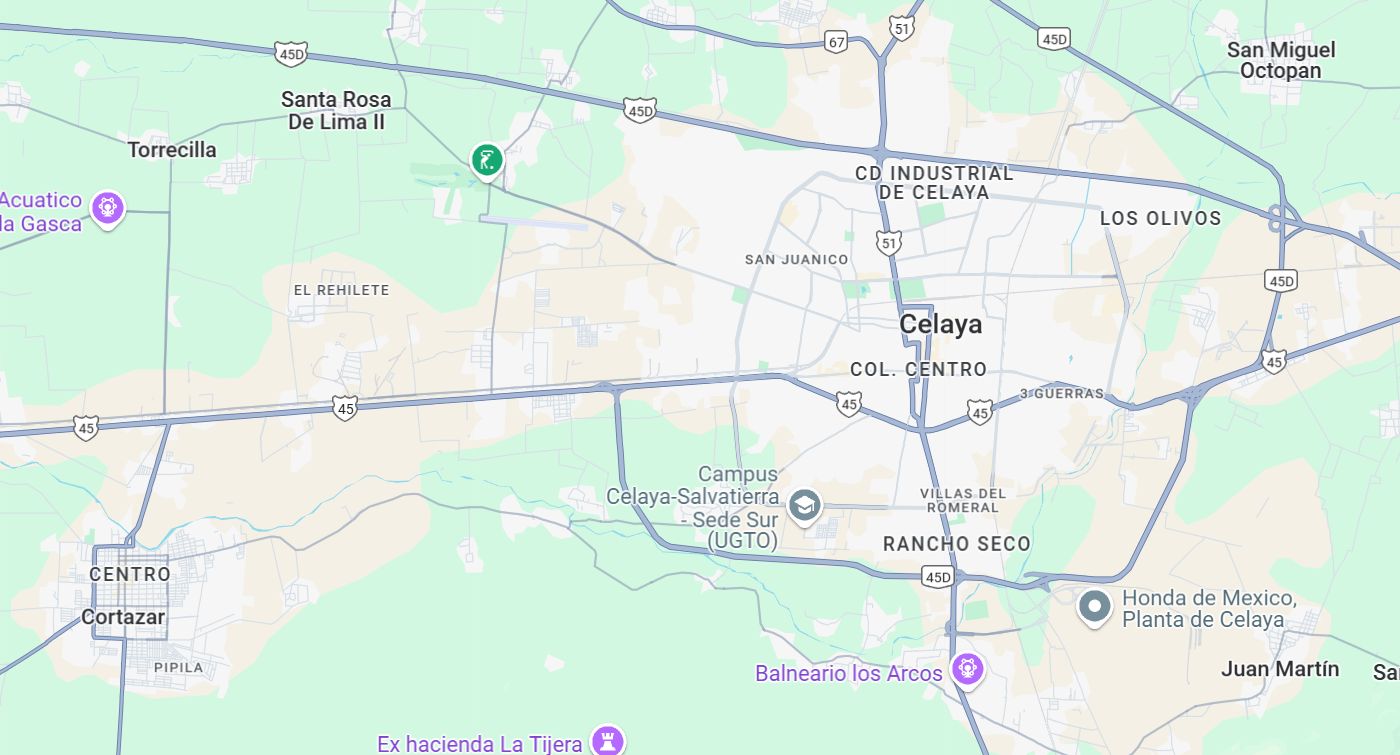 51
67
45D
San Miguel
Octopan
45D
Santa Rosa
De Lima II
45D
Torrecilla
CD INDUSTRIAL
DE CELAYA
Acuatico
la Gasca
LOS OLIVOS
51
SAN JUANICO
45D
EL REHILETE
Celaya
45
COL. CENTRO
3 GUERRAS
45
45
45
45
Campus
Celaya-Salvatierra
- Sede Sur
(UGTO)
VILLAS DEL
ROMERAL
RANCHO SECO
45D
CENTRO
Honda de Mexico,
Planta de Celaya
Cortazar
PIPILA
Balneario los Arcos
Juan Martín
Sa
Ex hacienda La Tijera